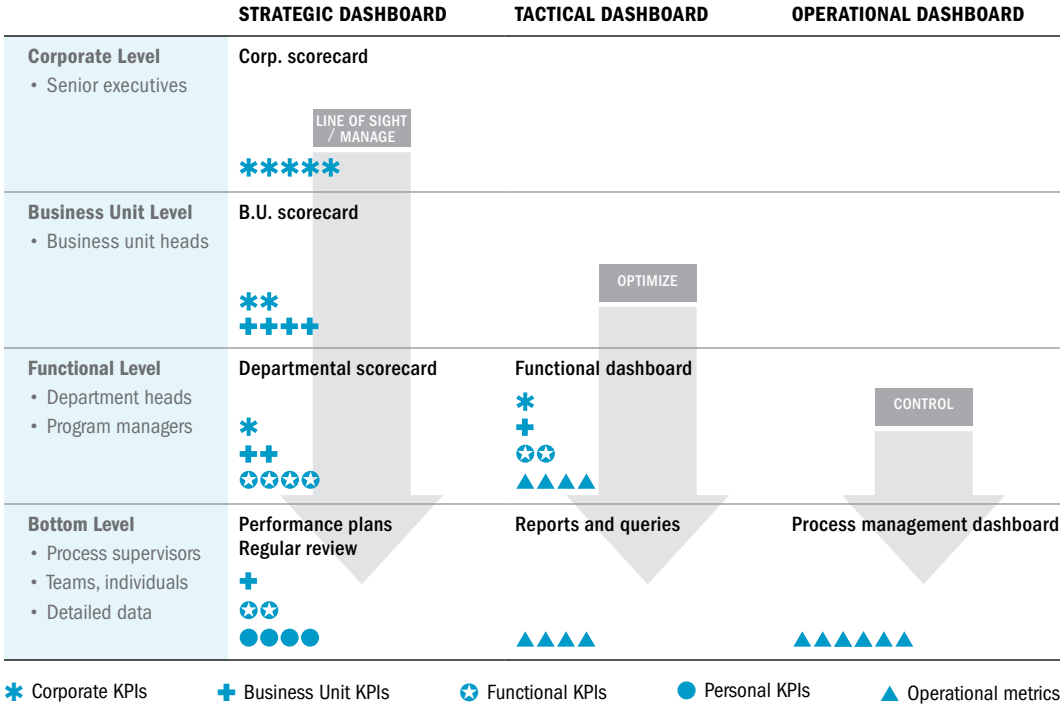 STRATEGIC DASHBOARD
TACTICAL DASHBOARD
OPERATIONAL DASHBOARD
Corporate Level
• Senior executives
Corp. scorecard
LINE OF SIGHT
/ MANAGE
Business Unit Level
• Business unit heads
B.U. scorecard
OPTIMIZE
Functional Level
• Department heads
• Program managers
Departmental scorecard
Functional dashboard
CONTROL
Bottom Level
• Process supervisors
• Teams, individuals
• Detailed data
Performance plans
Regular review
Reports and queries
Process management dashboard
Corporate KPIs
Business Unit KPIs
Functional KPIs
Personal KPIs
Operational metrics